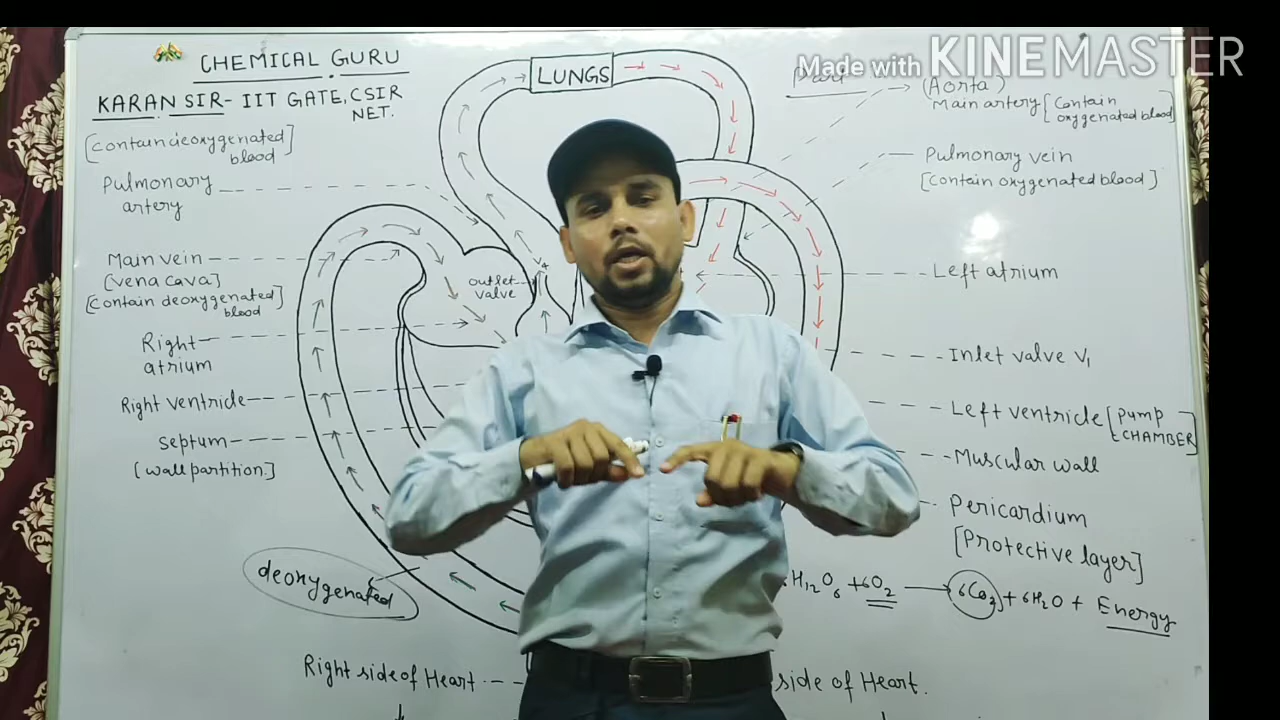 Made with KINEMASTER
CHEMICAL GURU
KARAN SIR- IIT GATE, CSIR
NET.
[contain deoxygenated]
blood
Pulmonary
artery
Main vein
[vena cava]
[contain deoxygenated]
blood
Right
atrium
Right ventricle
septum
[wall partition]
deoxygenated
LUNGS
outlet
valve
(Aorta)
Main artery [contain
oxygenated blood]
Pulmonary vein
[contain oxygenated blood]
Left atrium
Inlet valve V1
Left ventricle [pump
CHAMBER]
Muscular wall
Pericardium
[Protective layer]
H12O6 + 6O2 → 6CO2 + 6H2O + Energy
Right side of Heart
side of Heart.